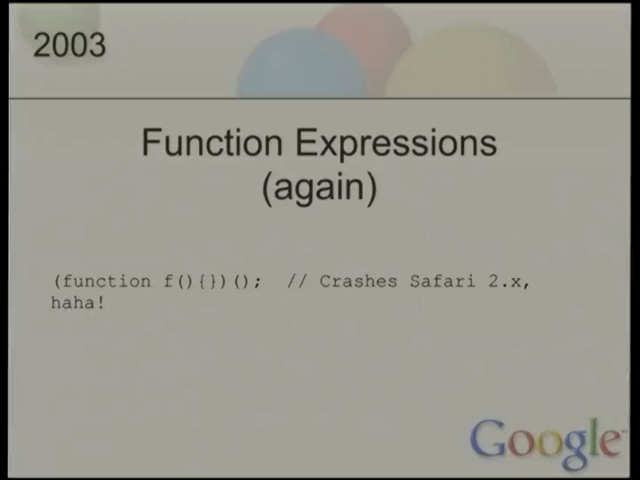 2003
Function Expressions
(again)
(function f(){})();  // Crashes Safari 2.x,
haha!
Google